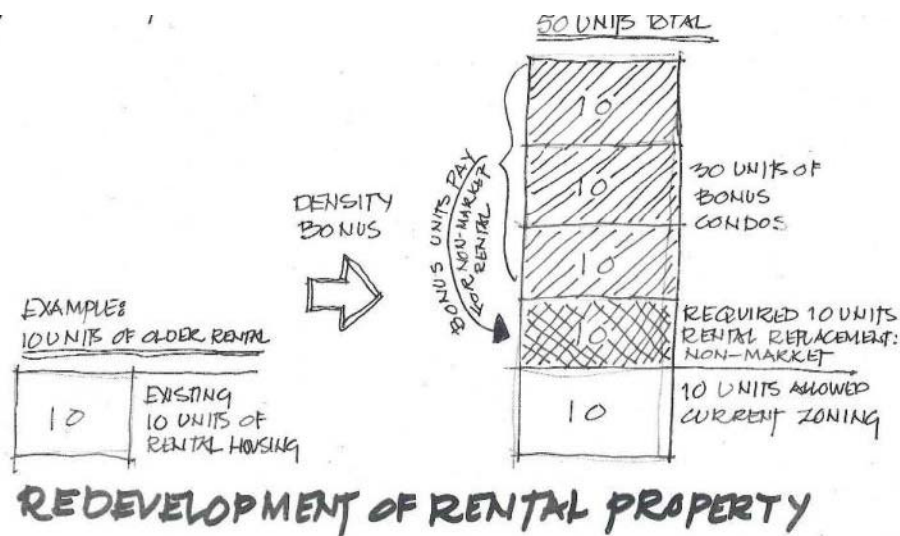 50 UNITS TOTAL
10
10
10
10
10
30 UNITS OF
BONUS
CONDOS
BONUS UNITS PAY
FOR NON-MARKET
RENTAL
DENSITY
BONUS
REQUIRED 10 UNITS
RENTAL REPLACEMENT:
NON-MARKET
10 UNITS ALLOWED
CURRENT ZONING
EXAMPLE:
10 UNITS OF OLDER RENTAL
10
EXISTING
10 UNITS OF
RENTAL HOUSING
REDEVELOPMENT OF RENTAL PROPERTY